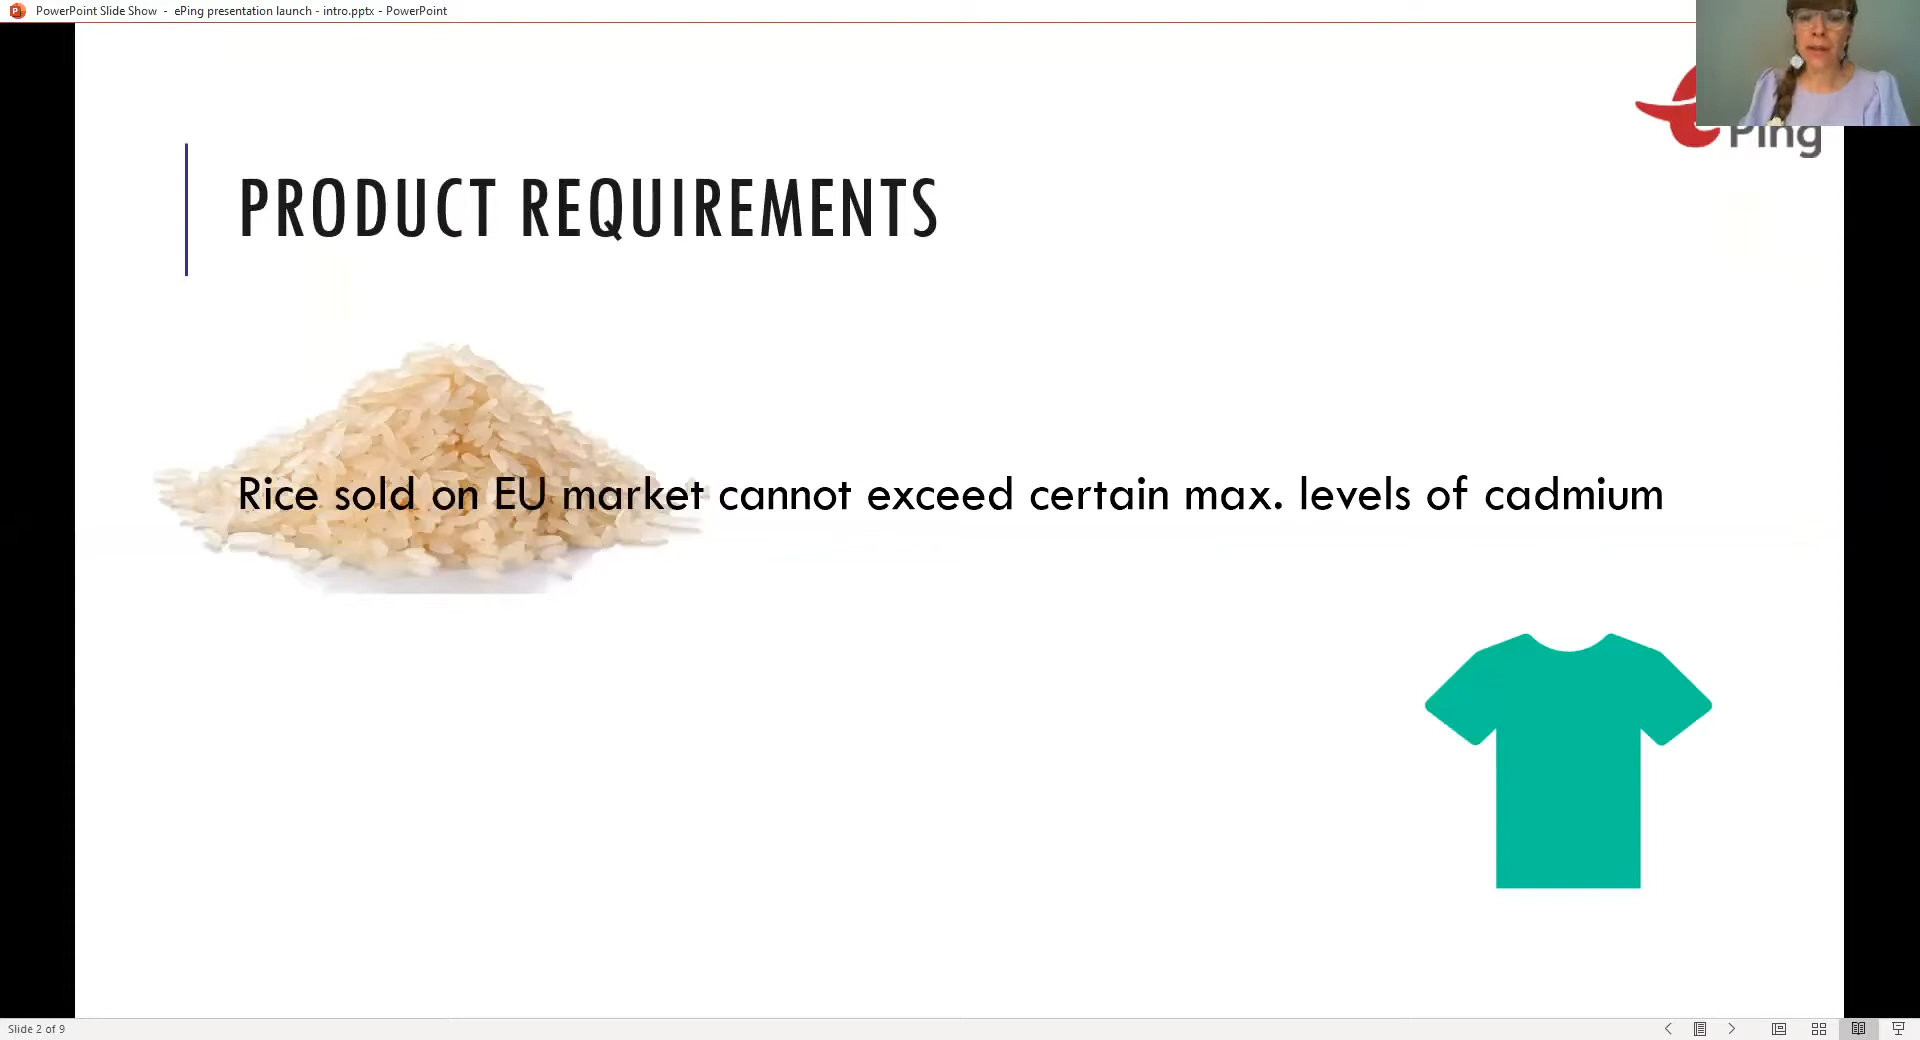 PowerPoint Slide Show - ePing presentation launch - intro.pptx - PowerPoint
Ping
PRODUCT REQUIREMENTS
Rice sold on EU market cannot exceed certain max. levels of cadmium
Slide 2 of 9